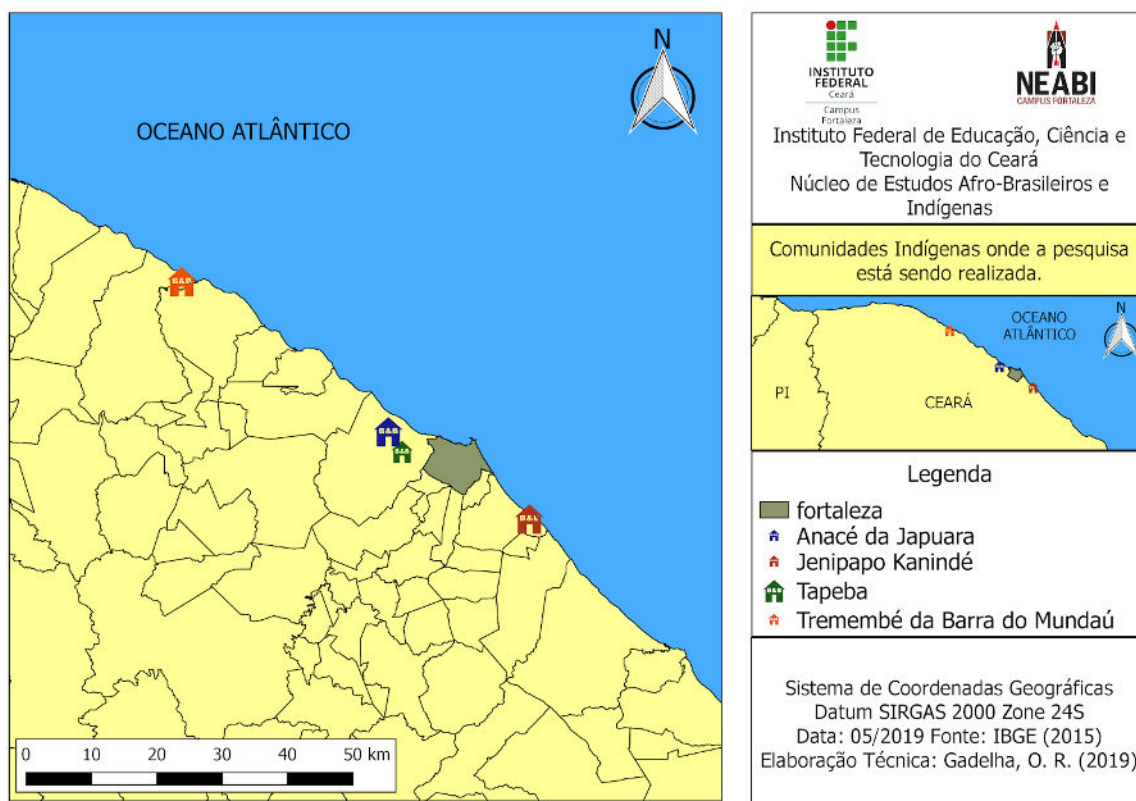 OCEANO ATLÂNTICO
N
B&B
B&B
B&B
B&B
0 10 20 30 40 50 km
INSTITUTO
FEDERAL
Ceará
Campus
Fortaleza
NEABI
CAMPUS FORTALEZA
Instituto Federal de Educação, Ciência e
Tecnologia do Ceará
Núcleo de Estudos Afro-Brasileiros e
Indígenas
Comunidades Indígenas onde a pesquisa
está sendo realizada.
OCEANO
ATLÂNTICO
N
PI
CEARÁ
Legenda
fortaleza
Anacé da Japuara
Jenipapo Kanindé
B&B
Tapeba
Tremembé da Barra do Mundaú
Sistema de Coordenadas Geográficas
Datum SIRGAS 2000 Zone 24S
Data: 05/2019 Fonte: IBGE (2015)
Elaboração Técnica: Gadelha, O. R. (2019)